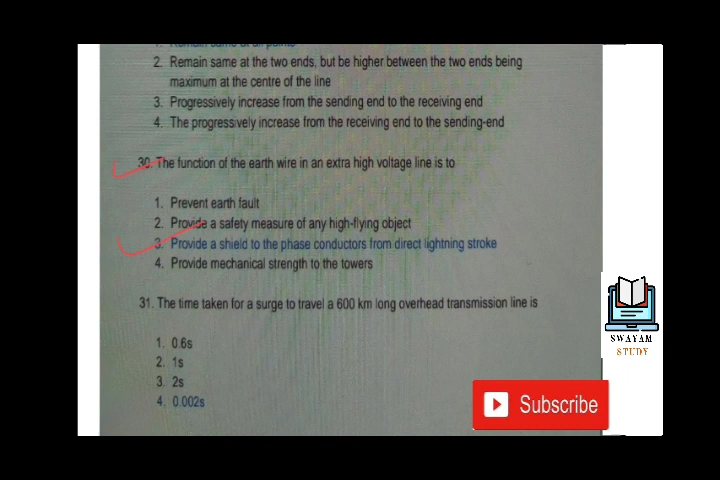 1. Remain same at all points
2. Remain same at the two ends, but be higher between the two ends being
maximum at the centre of the line
3. Progressively increase from the sending end to the receiving end
4. The progressively increase from the receiving end to the sending-end
30. The function of the earth wire in an extra high voltage line is to
1. Prevent earth fault
2. Provide a safety measure of any high-flying object
3. Provide a shield to the phase conductors from direct lightning stroke
4. Provide mechanical strength to the towers
31. The time taken for a surge to travel a 600 km long overhead transmission line is
1. 0.6s
2. 1s
3. 2s
4. 0.002s
SWAYAM
STUDY
Subscribe